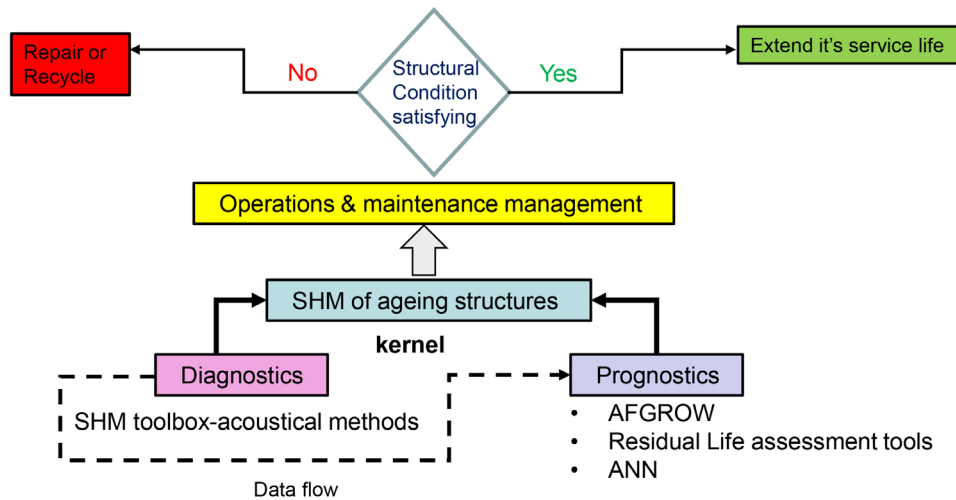 Repair or
Recycle
No
Structural
Condition
satisfying
Yes
Extend it's service life
Operations & maintenance management
SHM of ageing structures
kernel
Diagnostics
Prognostics
SHM toolbox-acoustical methods
• AFGROW
• Residual Life assessment tools
• ANN
Data flow